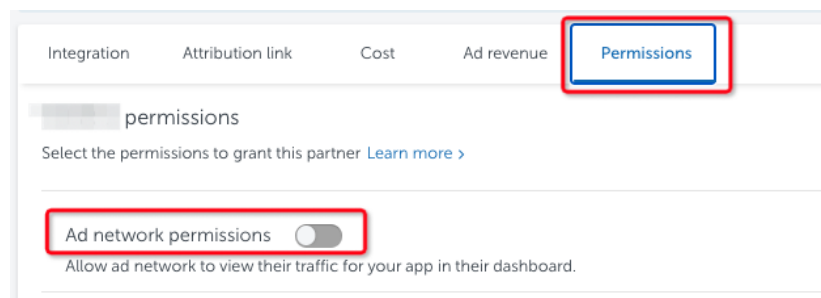 Integration Attribution link Cost Ad revenue Permissions
permissions
Select the permissions to grant this partner Learn more >
Ad network permissions
Allow ad network to view their traffic for your app in their dashboard.